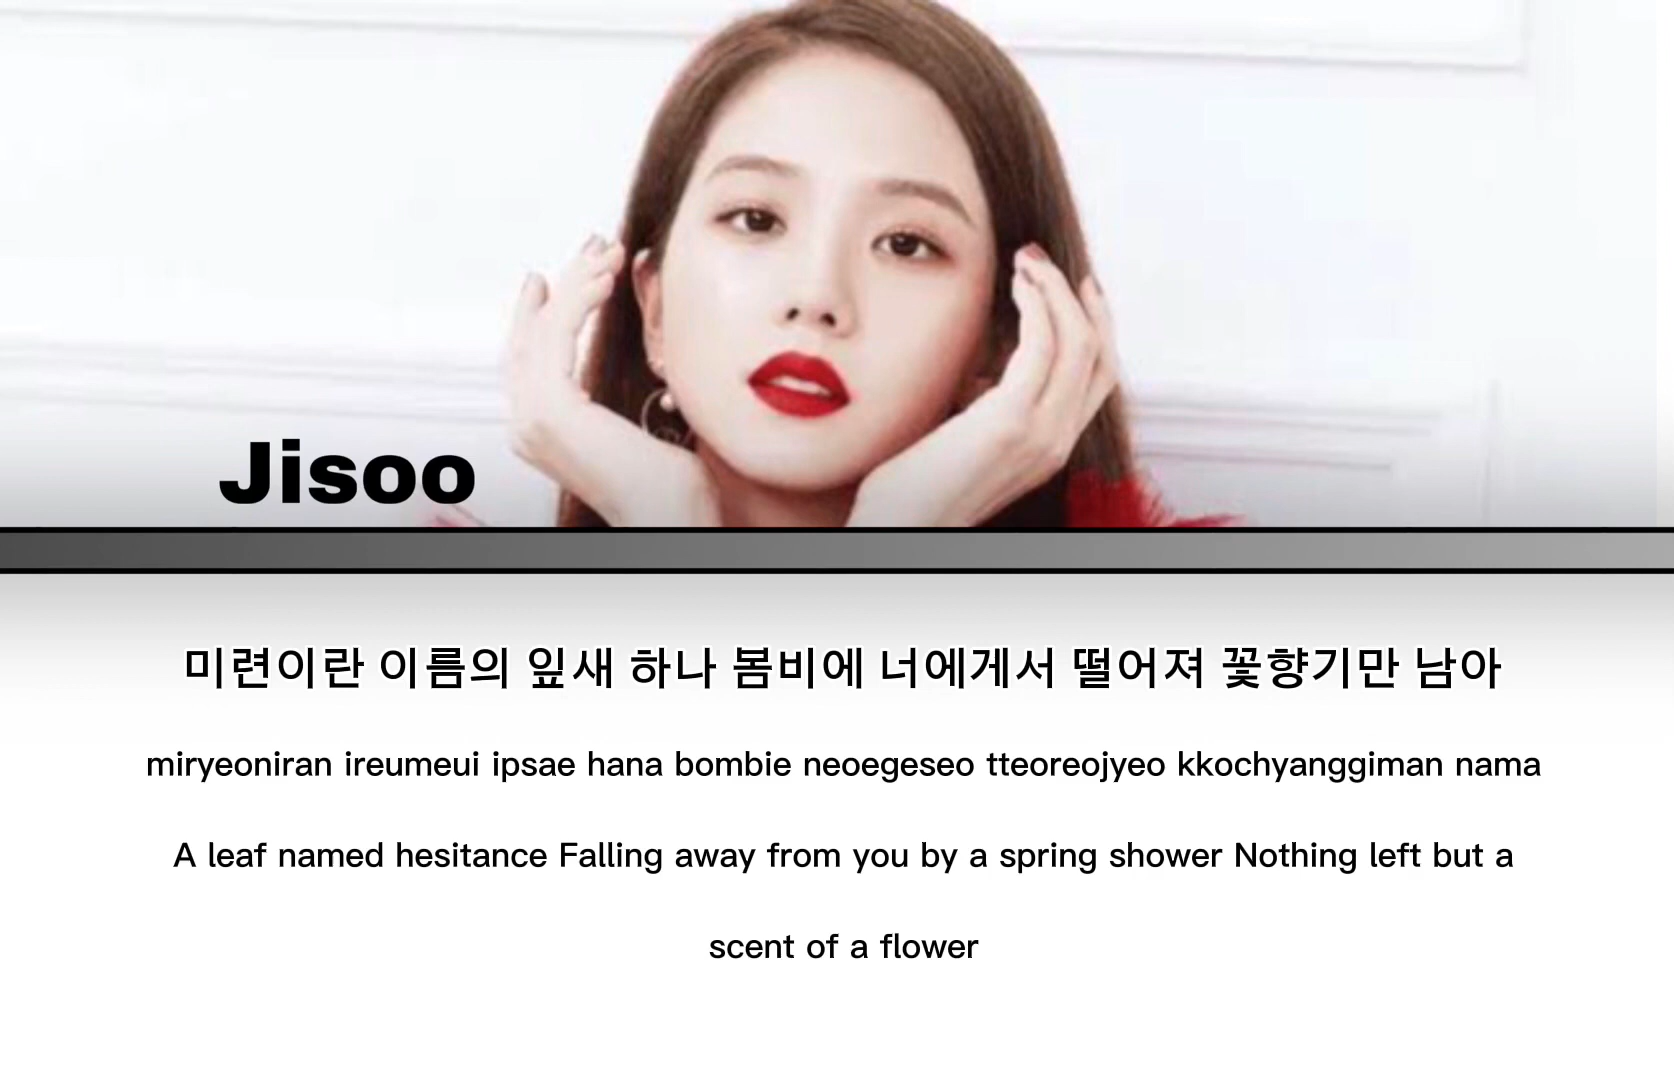 Jisoo
미련이란 이름의 잎새 하나 봄비에 너에게서 떨어져 꽃향기만 남아
miryeoniran ireumeui ipsae hana bombie neoegeseo tteoreojyeo kkochyanggiman nama
A leaf named hesitance Falling away from you by a spring shower Nothing left but a
scent of a flower